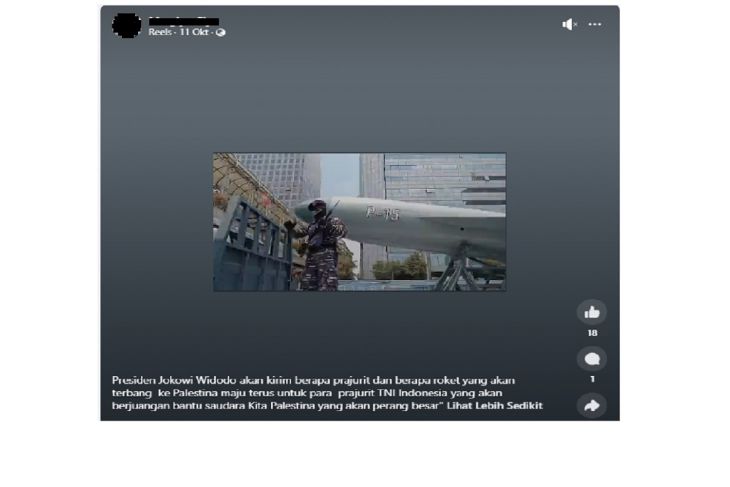 Reels · 11 Okt ·
P-15
18
1
Presiden Jokowi Widodo akan kirim berapa prajurit dan berapa roket yang akan
terbang ke Palestina maju terus untuk para prajurit TNI Indonesia yang akan
berjuangan bantu saudara Kita Palestina yang akan perang besar" Lihat Lebih Sedikit